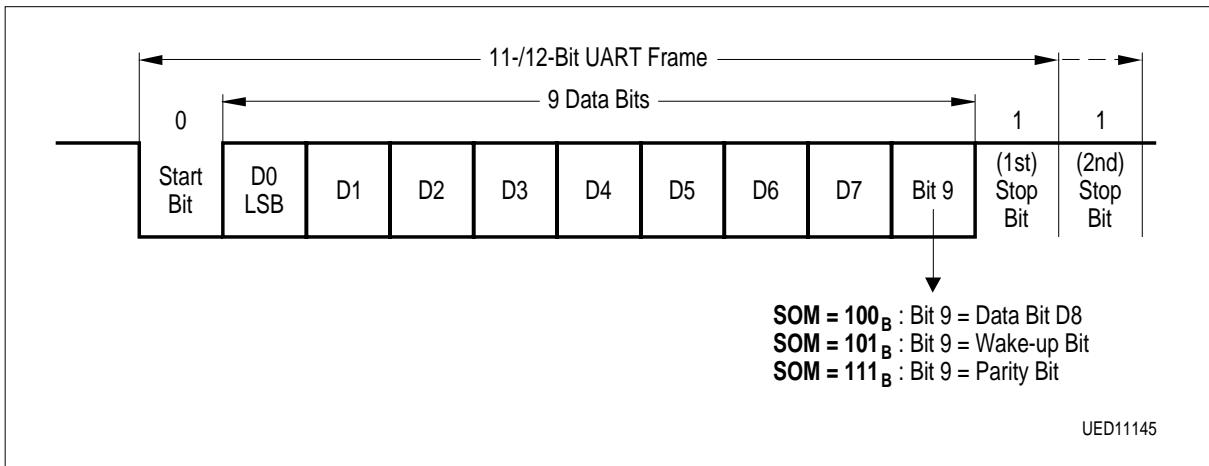 11-/12-Bit UART Frame
9 Data Bits
0
1
1
Start
Bit
D0
LSB
D1
D2
D3
D4
D5
D6
D7
Bit 9
(1st)
Stop
Bit
(2nd)
Stop
Bit
SOM = 100B : Bit 9 = Data Bit D8
SOM = 101B : Bit 9 = Wake-up Bit
SOM = 111B : Bit 9 = Parity Bit
UED11145